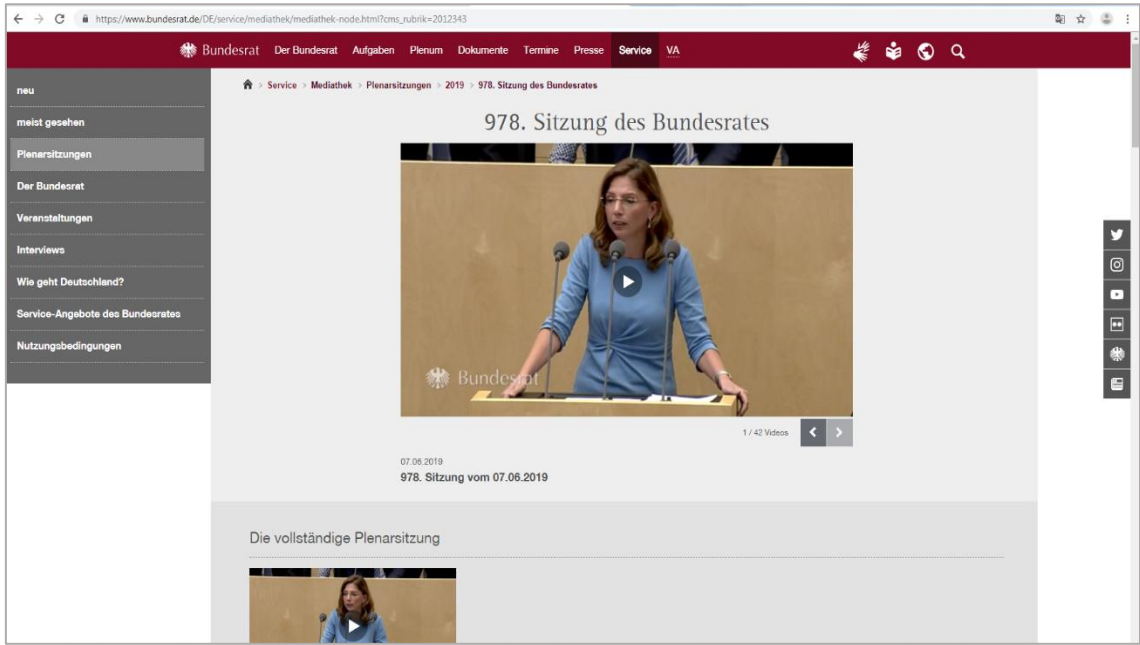 https://www.bundesrat.de/DE/service/mediathek/mediathek-node.html?cms_rubrik=2012343
Bundesrat Der Bundesrat Aufgaben Plenum Dokumente Termine Presse Service VA
neu
meist gesehen
Plenarsitzungen
Der Bundesrat
Veranstaltungen
Interviews
Wie geht Deutschland?
Service-Angebote des Bundesrates
Nutzungsbedingungen
> Service > Mediathek > Plenarsitzungen > 2019 > 978. Sitzung des Bundesrates
978. Sitzung des Bundesrates
Bundesrat
1 / 42 Videos
07.06.2019
978. Sitzung vom 07.06.2019
Die vollständige Plenarsitzung